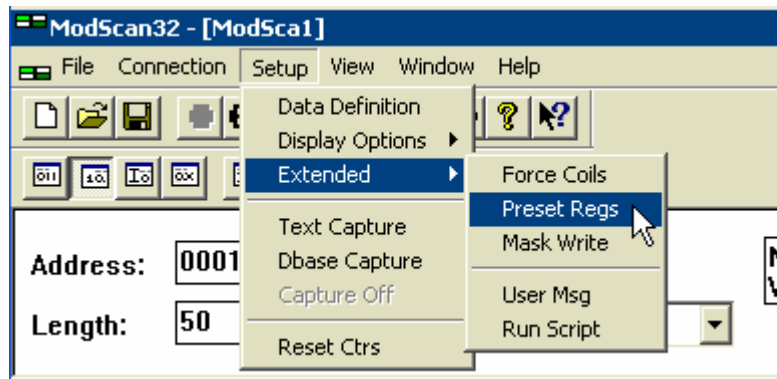 ModScan32 - [ModSca1]
File Connection Setup View Window Help
Data Definition
Display Options
Extended
Force Coils
Preset Regs
Mask Write
Text Capture
Dbase Capture
Capture Off
User Msg
Run Script
Reset Ctrs
Address: 0001
Length: 50